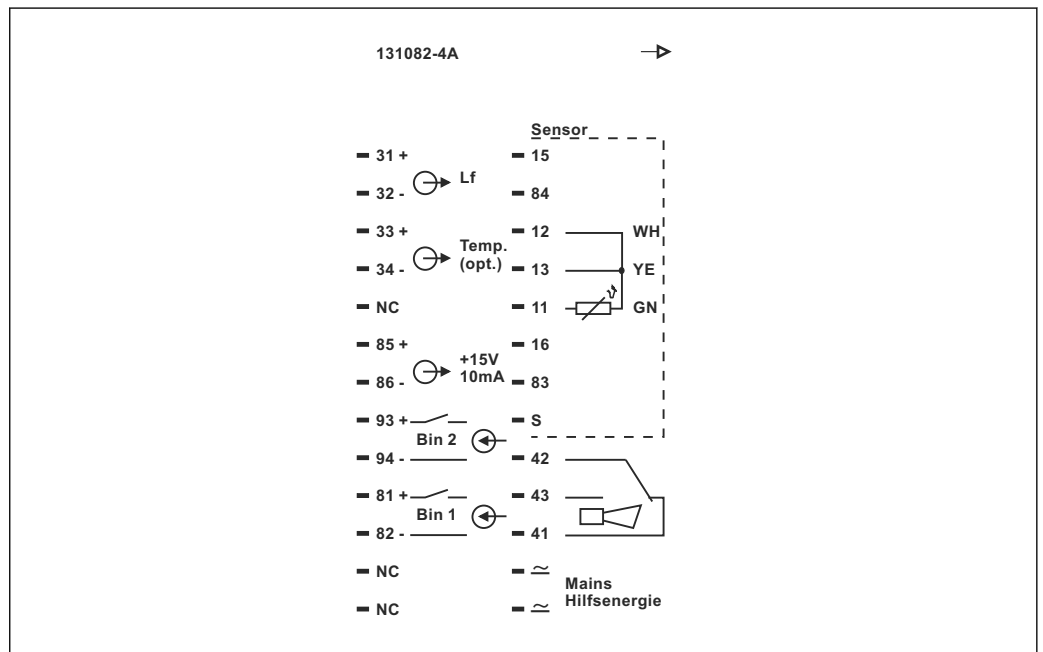 131082-4A
Sensor
31 +
32 -
Lf
33 +
34 -
Temp.
(opt.)
NC
85 +
86 -
+15V
10mA
93 +
Bin 2
94 -
81 +
Bin 1
82 -
NC
NC
15
84
12 WH
13 YE
11 GN
16
83
S
42
43
41
Mains
Hilfsenergie